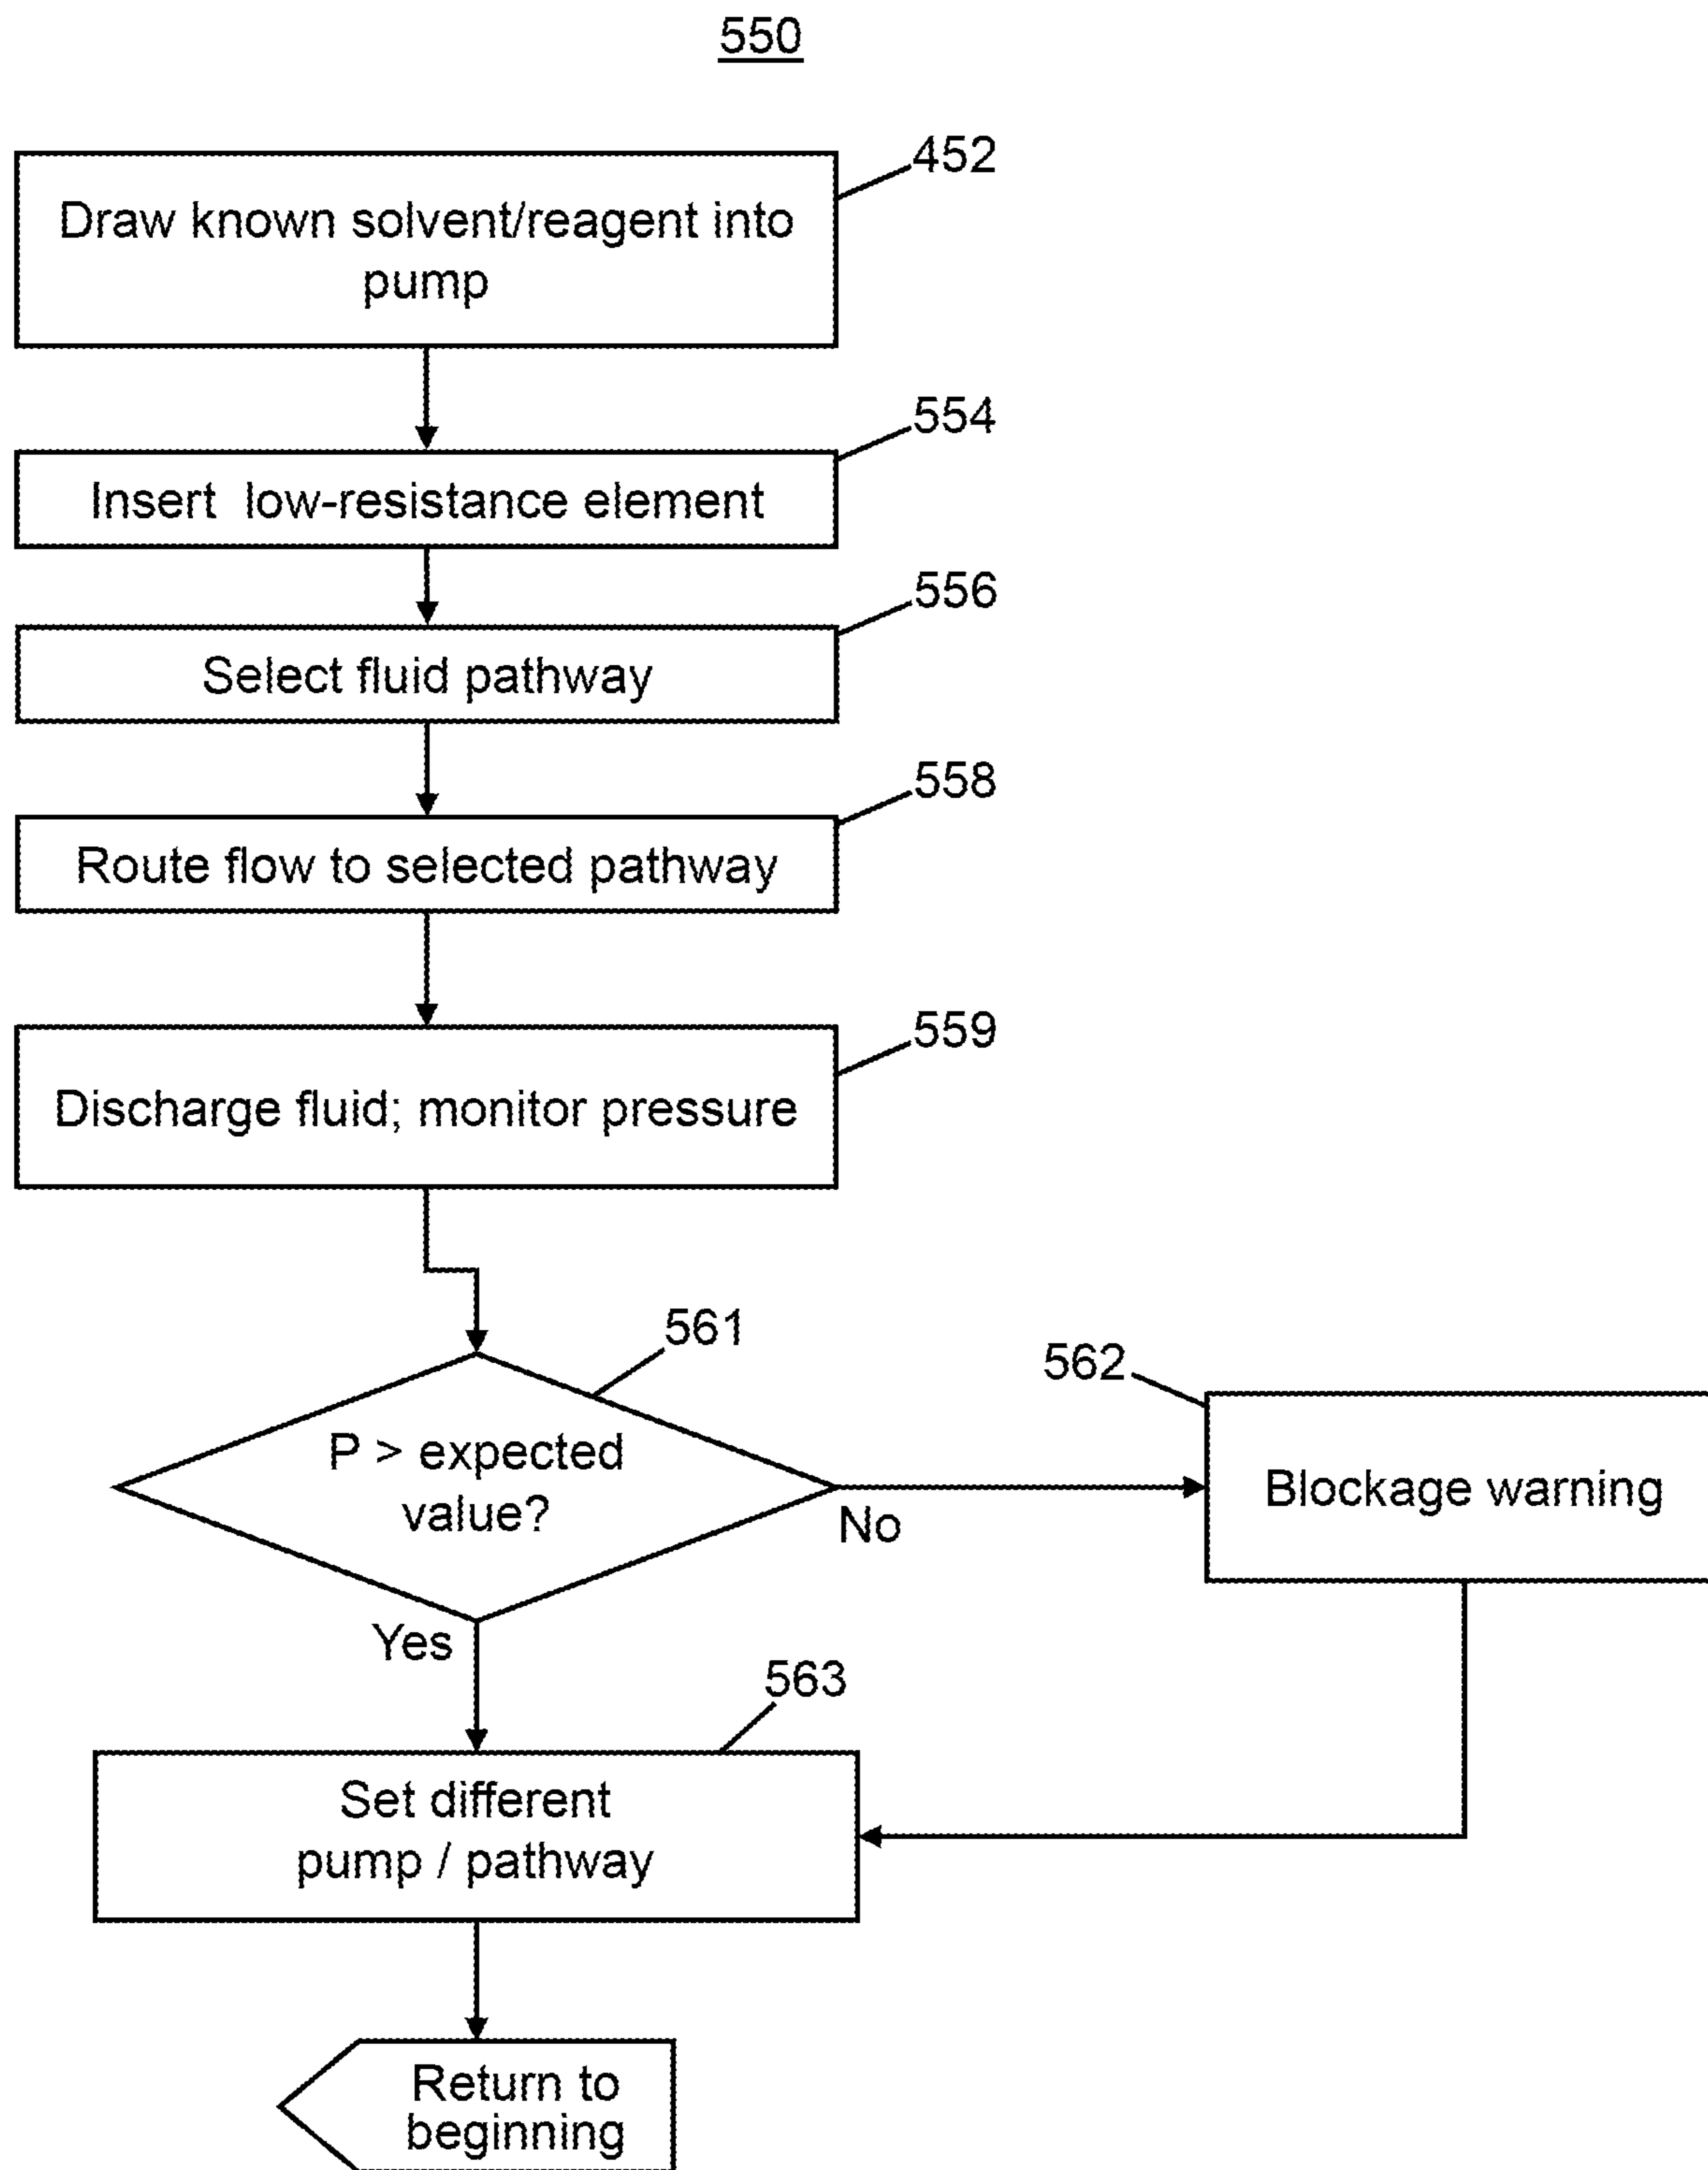 550
452
Draw known solvent/reagent into
pump
554
Insert low-resistance element
556
Select fluid pathway
558
Route flow to selected pathway
559
Discharge fluid; monitor pressure
561
P > expected
value?
No
562
Blockage warning
Yes
563
Set different
pump / pathway
Return to
beginning